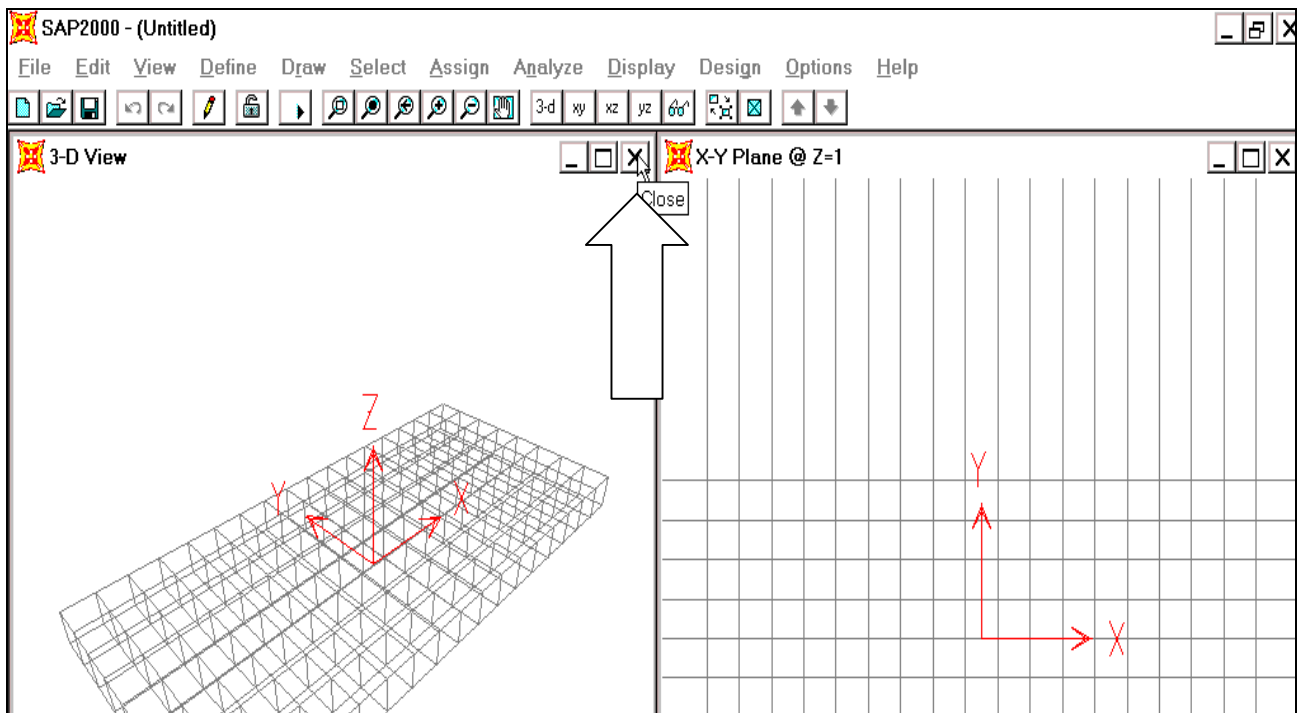 SAP2000 - (Untitled)
File Edit View Define Draw Select Assign Analyze Display Design Options Help
3-d xy xz yz
3-D View
X-Y Plane @ Z=1
Close
Z
Y X
Y
X